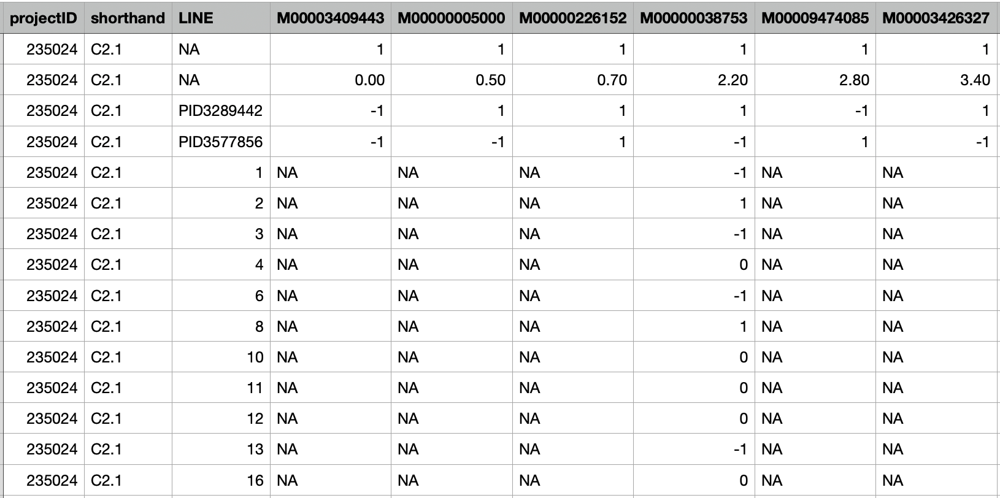 projectID shorthand LINE M00003409443 M00000005000 M00000226152 M00000038753 M00009474085 M00003426327
235024 C2.1 NA 1 1 1 1 1 1
235024 C2.1 NA 0.00 0.50 0.70 2.20 2.80 3.40
235024 C2.1 PID3289442 -1 1 1 1 -1 1
235024 C2.1 PID3577856 -1 -1 1 -1 1 -1
235024 C2.1 1 NA NA NA -1 NA NA
235024 C2.1 2 NA NA NA 1 NA NA
235024 C2.1 3 NA NA NA -1 NA NA
235024 C2.1 4 NA NA NA 0 NA NA
235024 C2.1 6 NA NA NA -1 NA NA
235024 C2.1 8 NA NA NA 1 NA NA
235024 C2.1 10 NA NA NA 0 NA NA
235024 C2.1 11 NA NA NA 0 NA NA
235024 C2.1 12 NA NA NA 0 NA NA
235024 C2.1 13 NA NA NA -1 NA NA
235024 C2.1 16 NA NA NA 0 NA NA